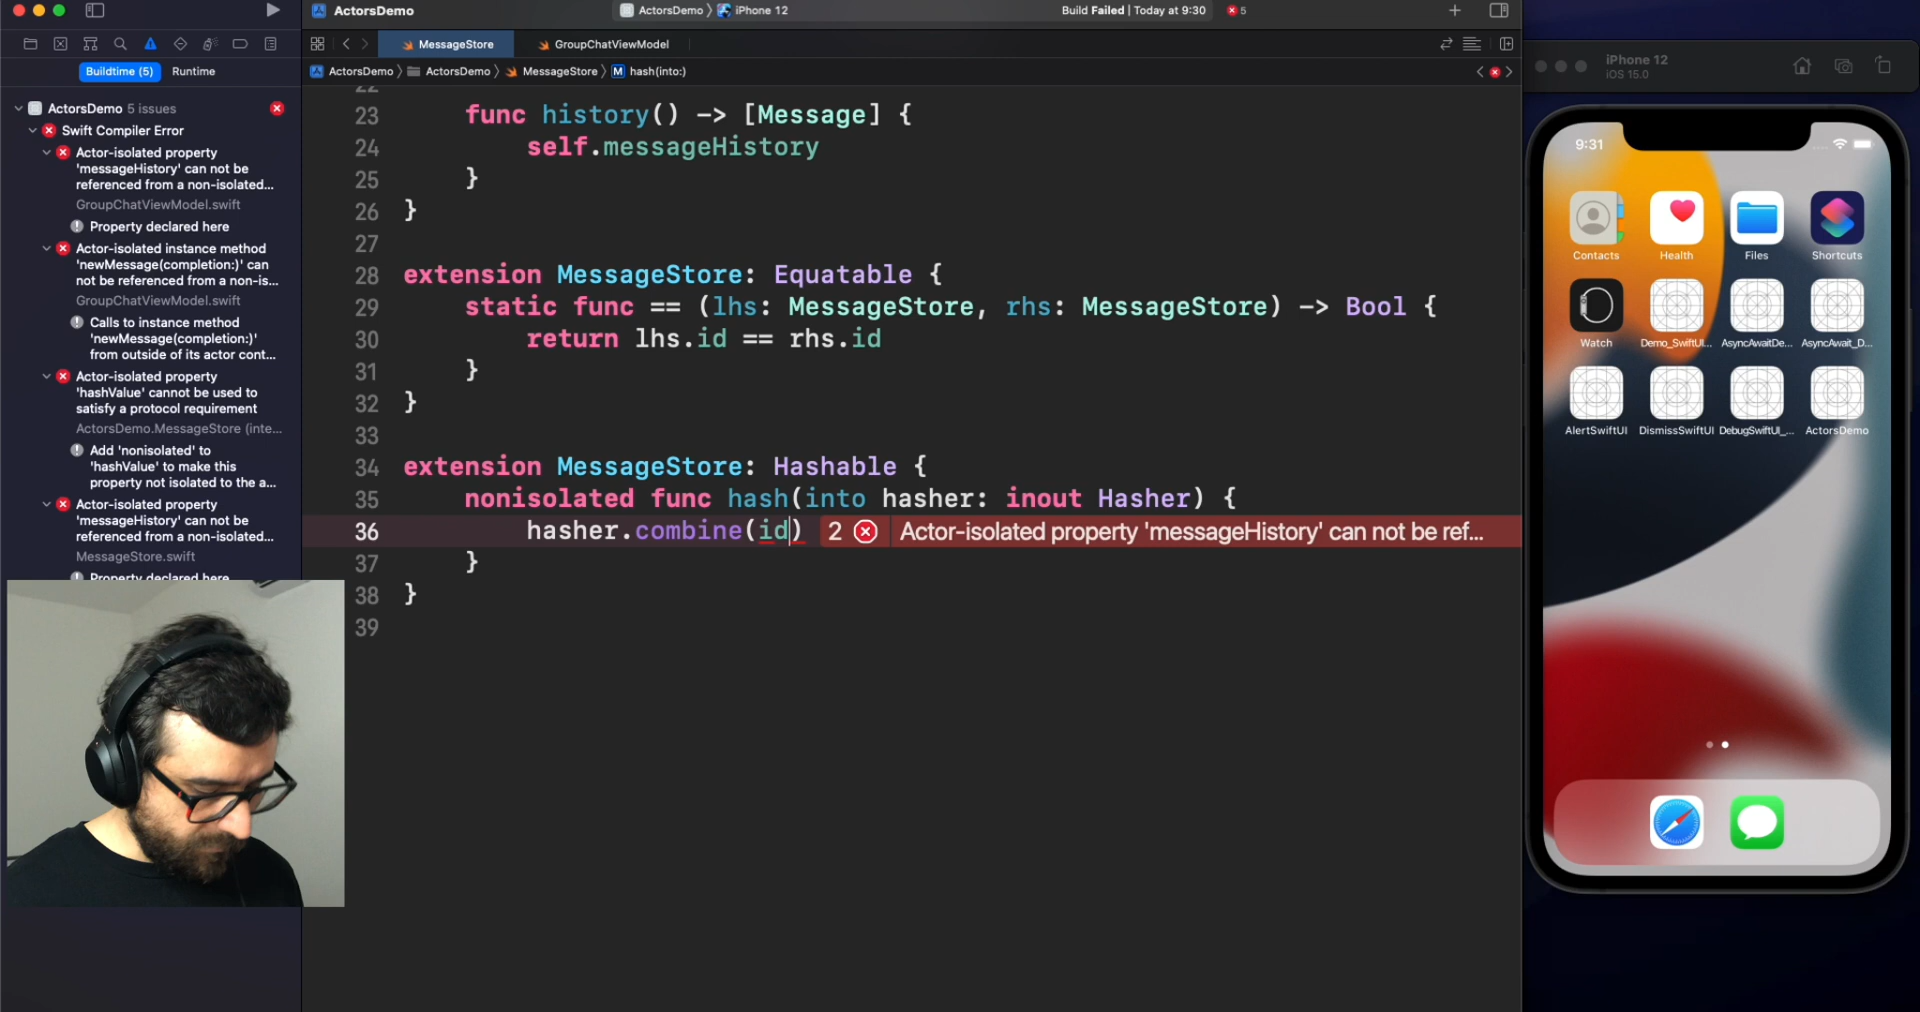 ActorsDemo
ActorsDemo 〉 iPhone 12
Build Failed | Today at 9:30
5
MessageStore
GroupChatViewModel
Buildtime (5)
Runtime
ActorsDemo 〉 ActorsDemo 〉 MessageStore 〉 M hash(into:)
ActorsDemo 5 issues
Swift Compiler Error
Actor-isolated property
'messageHistory' can not be
referenced from a non-isolated...
GroupChatViewModel.swift
Property declared here
Actor-isolated instance method
'newMessage(completion:)' can
not be referenced from a non-is...
GroupChatViewModel.swift
Calls to instance method
'newMessage(completion:)'
from outside of its actor cont...
Actor-isolated property
'hashValue' cannot be used to
satisfy a protocol requirement
ActorsDemo.MessageStore (inte...
Add 'nonisolated' to
'hashValue' to make this
property not isolated to the a...
Actor-isolated property
'messageHistory' can not be
referenced from a non-isolated...
MessageStore.swift
Property declared here
22
23 func history() -> [Message] {
24 self.messageHistory
25 }
26 }
27
28 extension MessageStore: Equatable {
29 static func == (lhs: MessageStore, rhs: MessageStore) -> Bool {
30 return lhs.id == rhs.id
31 }
32 }
33
34 extension MessageStore: Hashable {
35 nonisolated func hash(into hasher: inout Hasher) {
36 hasher.combine(id) 2 Actor-isolated property 'messageHistory' can not be ref...
37 }
38 }
39
iPhone 12
iOS 15.0
9:31
Contacts
Health
Files
Shortcuts
Watch
Demo_SwiftUI...
AsyncAwaitDe...
AsyncAwait_D...
AlertSwiftUI
DismissSwiftUI
DebugSwiftUI_...
ActorsDemo